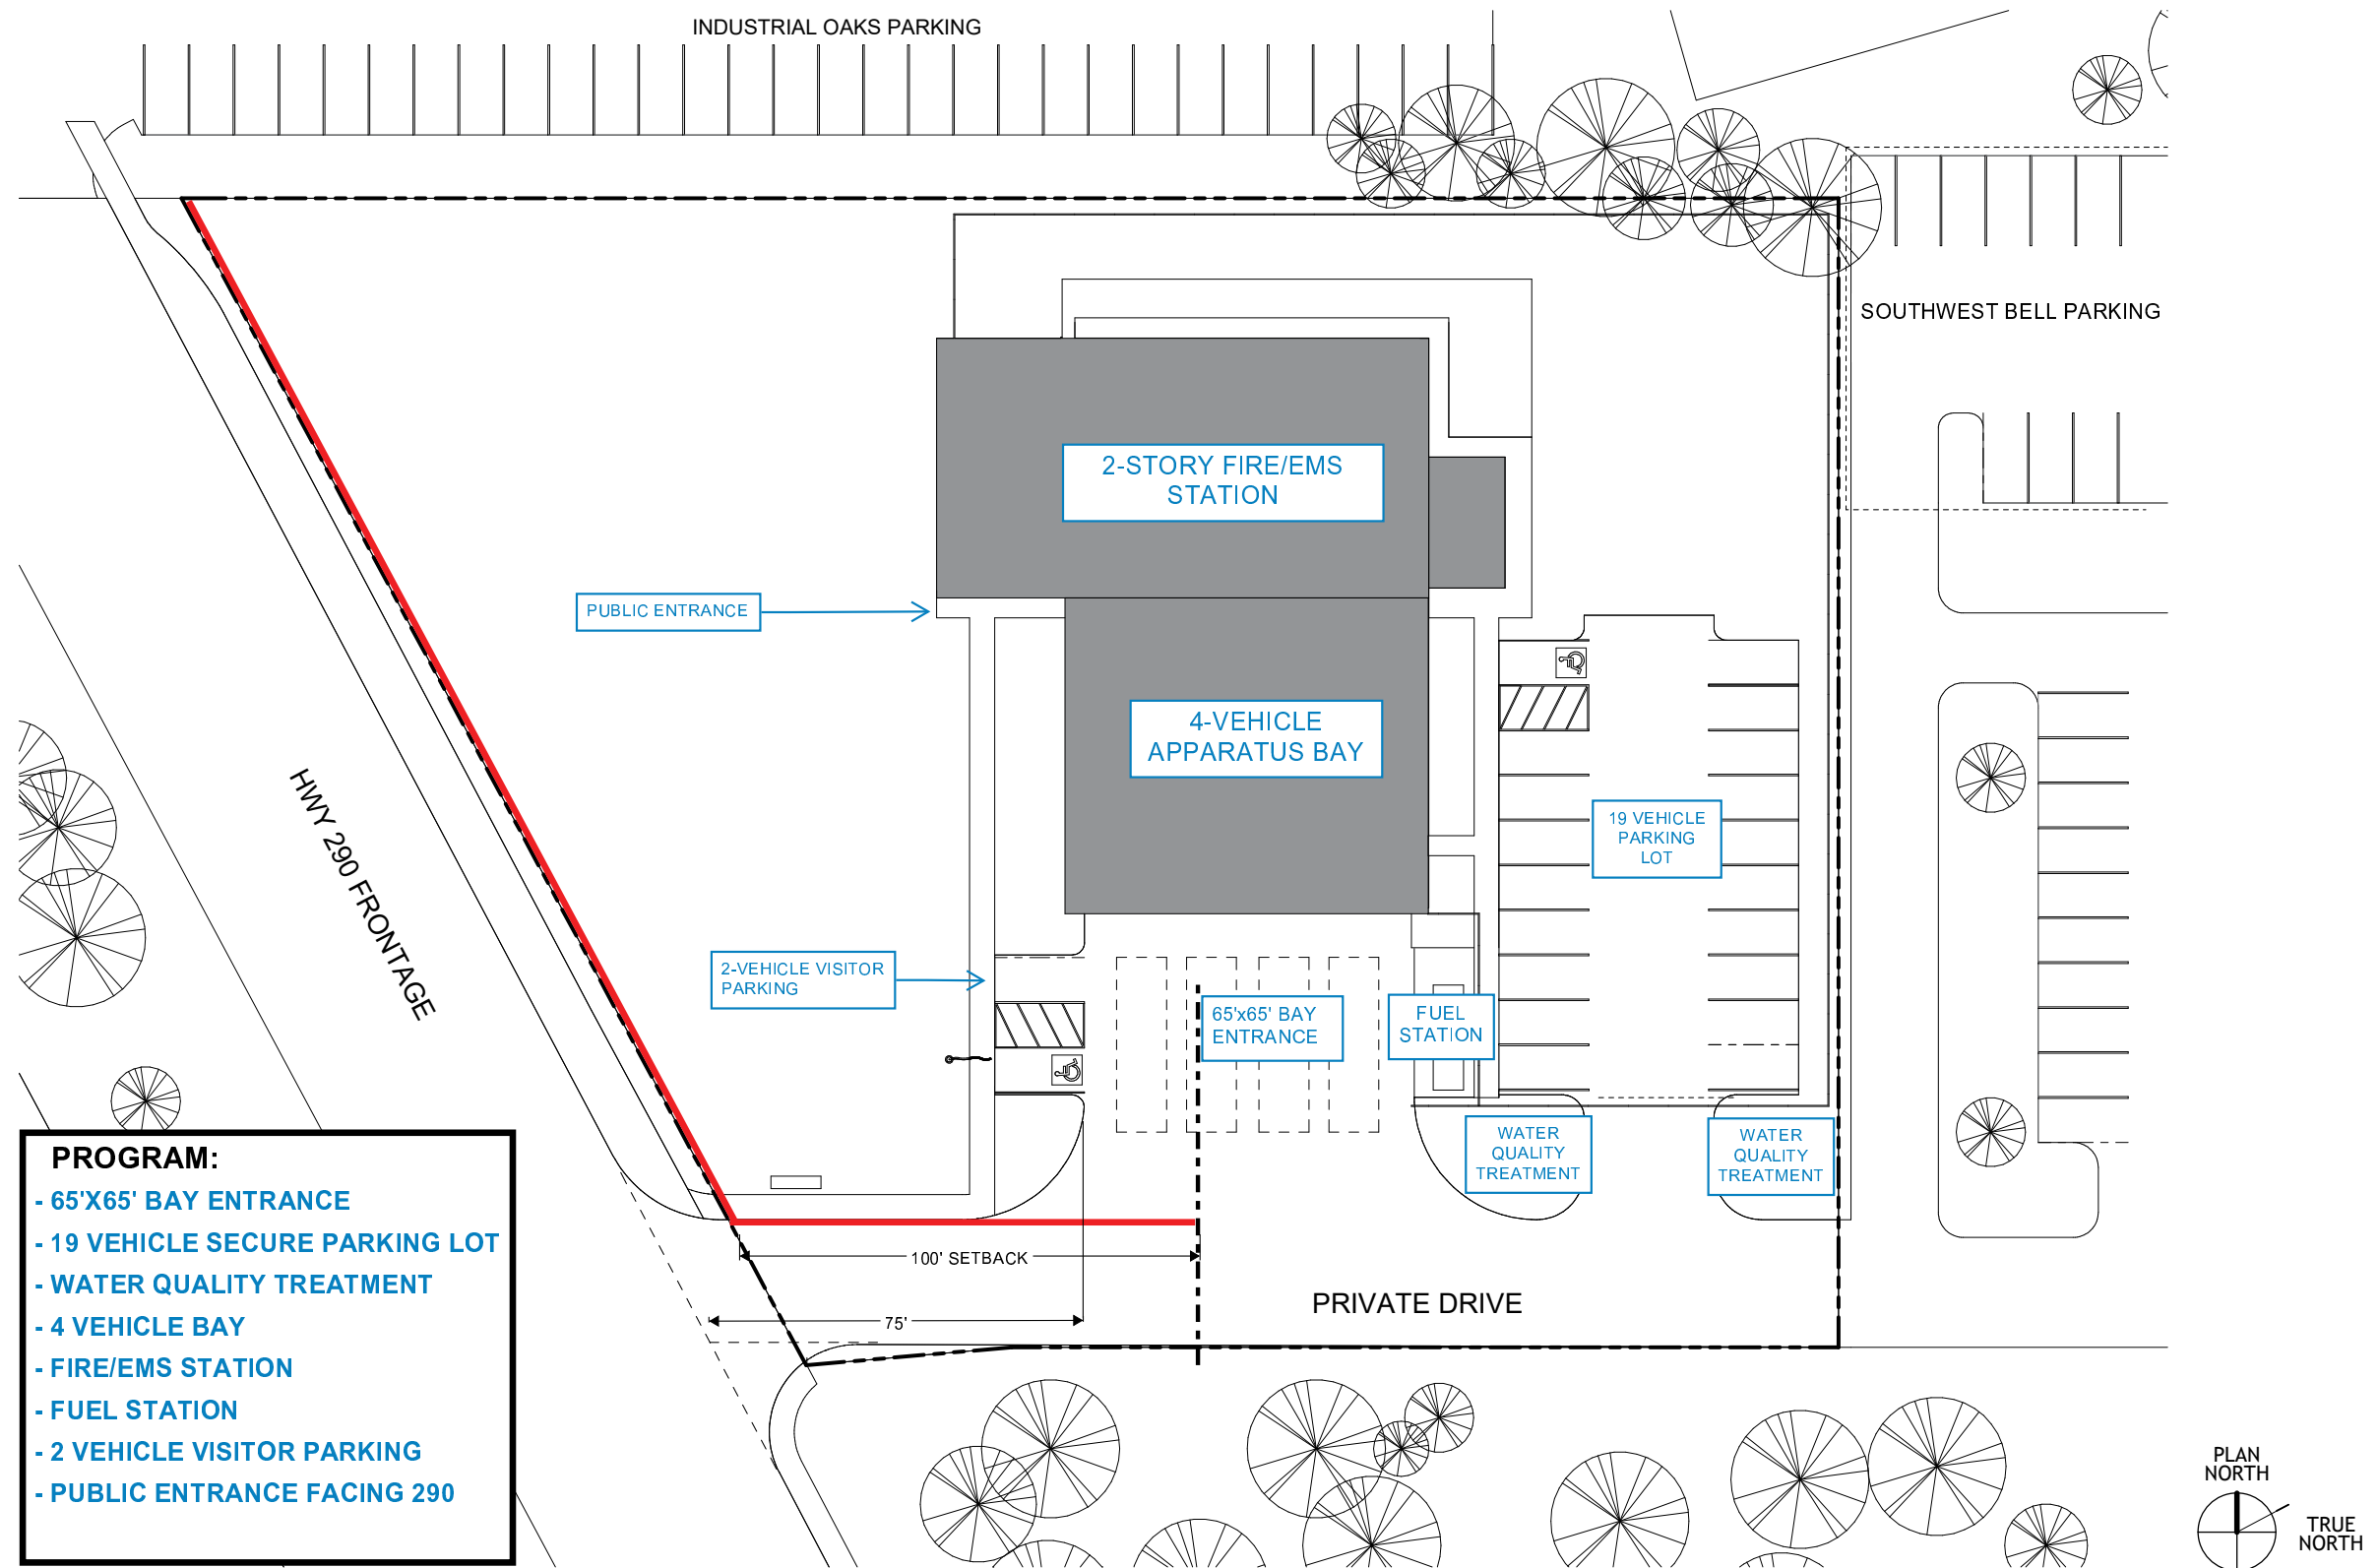 INDUSTRIAL OAKS PARKING
SOUTHWEST BELL PARKING
2-STORY FIRE/EMS
STATION
PUBLIC ENTRANCE
4-VEHICLE
APPARATUS BAY
19 VEHICLE
PARKING
LOT
HWY 290 FRONTAGE
2-VEHICLE VISITOR
PARKING
65'x65' BAY
ENTRANCE
FUEL
STATION
WATER
QUALITY
TREATMENT
WATER
QUALITY
TREATMENT
100' SETBACK
75'
PRIVATE DRIVE
PROGRAM:
- 65'X65' BAY ENTRANCE
- 19 VEHICLE SECURE PARKING LOT
- WATER QUALITY TREATMENT
- 4 VEHICLE BAY
- FIRE/EMS STATION
- FUEL STATION
- 2 VEHICLE VISITOR PARKING
- PUBLIC ENTRANCE FACING 290
PLAN
NORTH
TRUE
NORTH